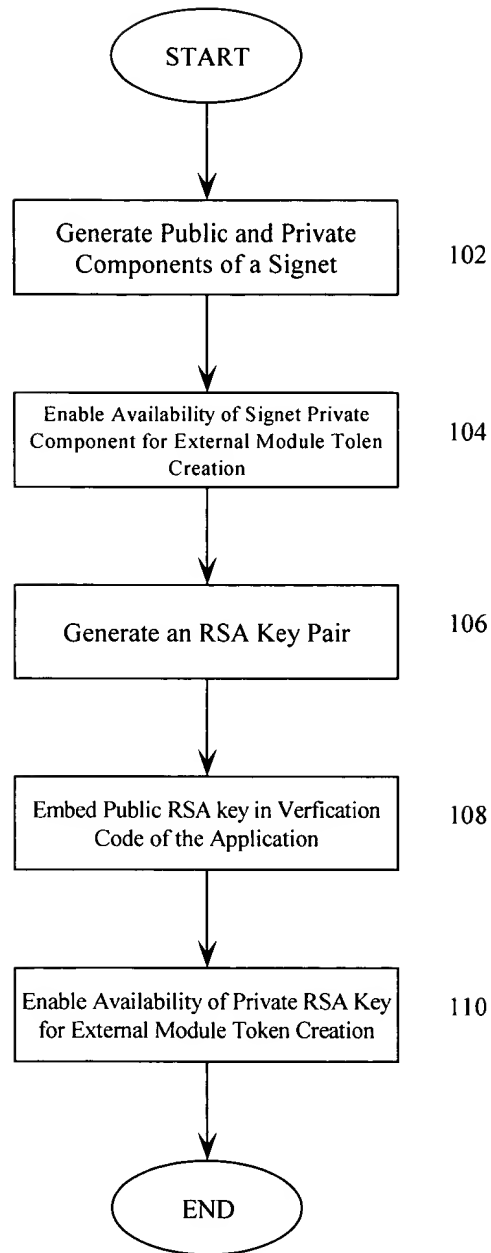 START
Generate Public and Private
Components of a Signet
102
Enable Availability of Signet Private
Component for External Module Tolen
Creation
104
Generate an RSA Key Pair
106
Embed Public RSA key in Verfication
Code of the Application
108
Enable Availability of Private RSA Key
for External Module Token Creation
110
END